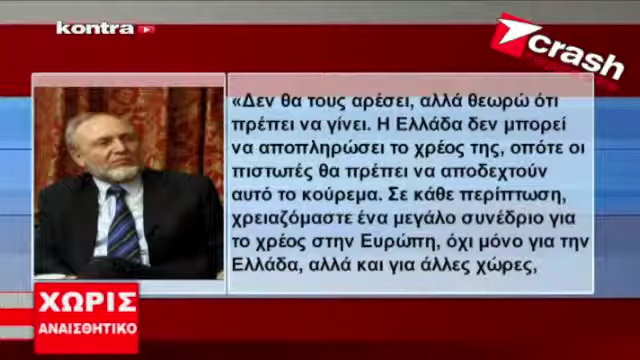 kontra
crash
«Δεν θα τους αρέσει, αλλά θεωρώ ότι
πρέπει να γίνει. Η Ελλάδα δεν μπορεί
να αποπληρώσει το χρέος της, οπότε οι
πιστωτές θα πρέπει να αποδεχτούν
αυτό το κούρεμα. Σε κάθε περίπτωση,
χρειαζόμαστε ένα μεγάλο συνέδριο για
το χρέος στην Ευρώπη, όχι μόνο για την
Ελλάδα, αλλά και για άλλες χώρες,
ΧΩΡΙΣ
ΑΝΑΙΣΘΗΤΙΚΟ